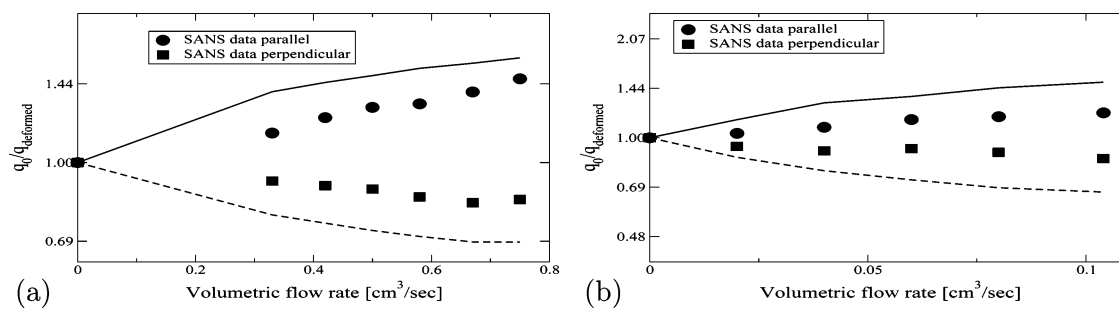 SANS data parallel
SANS data perpendicular
q0/qdeformed
1.44
1.00
0.69
0
0.2
0.4
0.6
0.8
(a)
Volumetric flow rate [cm³/sec]
SANS data parallel
SANS data perpendicular
q0/qdeformed
2.07
1.44
1.00
0.69
0.48
0
0.05
0.1
(b)
Volumetric flow rate [cm³/sec]